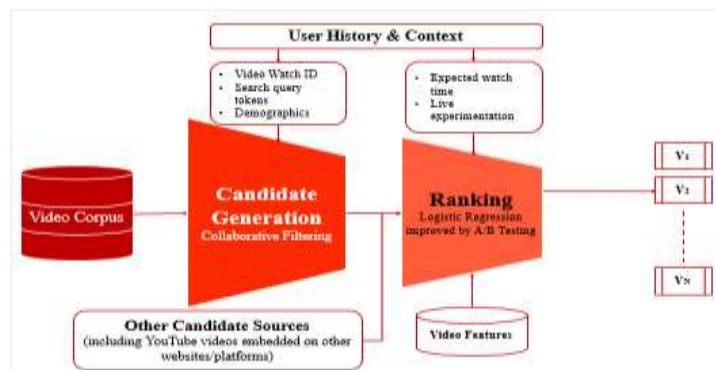 User History & Context
Video Watch ID
Search query
tokens
Demographics
Expected watch
time
Live
experimentation
Video Corpus
Candidate
Generation
Collaborative Filtering
Ranking
Logistic Regression
improved by A/B Testing
V1
V2
VN
Other Candidate Sources
(including YouTube videos embedded on other
websites/platforms)
Video Features